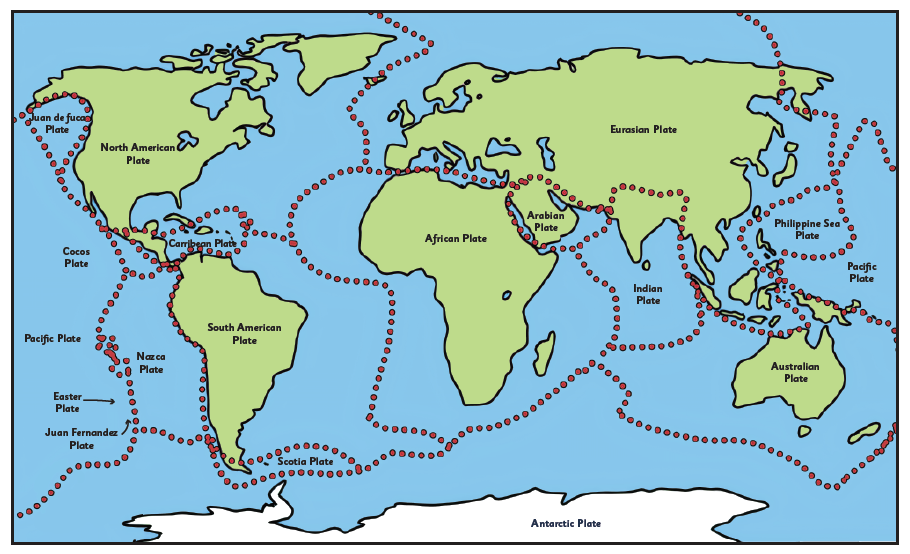 Juan de fuca
Plate
North American
Plate
Eurasian Plate
Carribean Plate
Cocos
Plate
African Plate
Arabian
Plate
Philippine Sea
Plate
Pacific
Plate
Indian
Plate
Pacific Plate
Nazca
Plate
South American
Plate
Australian
Plate
Easter
Plate
Juan Fernandez
Plate
Scotia Plate
Antarctic Plate